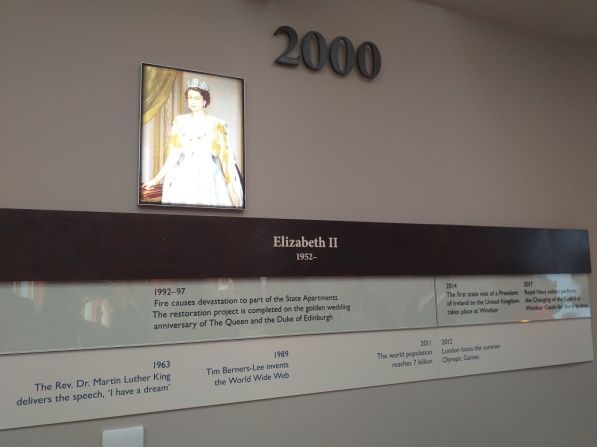 2000
Elizabeth II
1952–
1992–97
Fire causes devastation to part of the State Apartments.
The restoration project is completed on the golden wedding
anniversary of The Queen and the Duke of Edinburgh
2014
The first state visit of a President
of Ireland to the United Kingdom
takes place at Windsor
2017
Royal Navy sailors perform
the Changing of the Guard at
Windsor Castle for the first time
1963
The Rev. Dr. Martin Luther King
delivers the speech, ‘I have a dream’
1989
Tim Berners-Lee invents
the World Wide Web
2011
The world population
reaches 7 billion
2012
London hosts the summer
Olympic Games